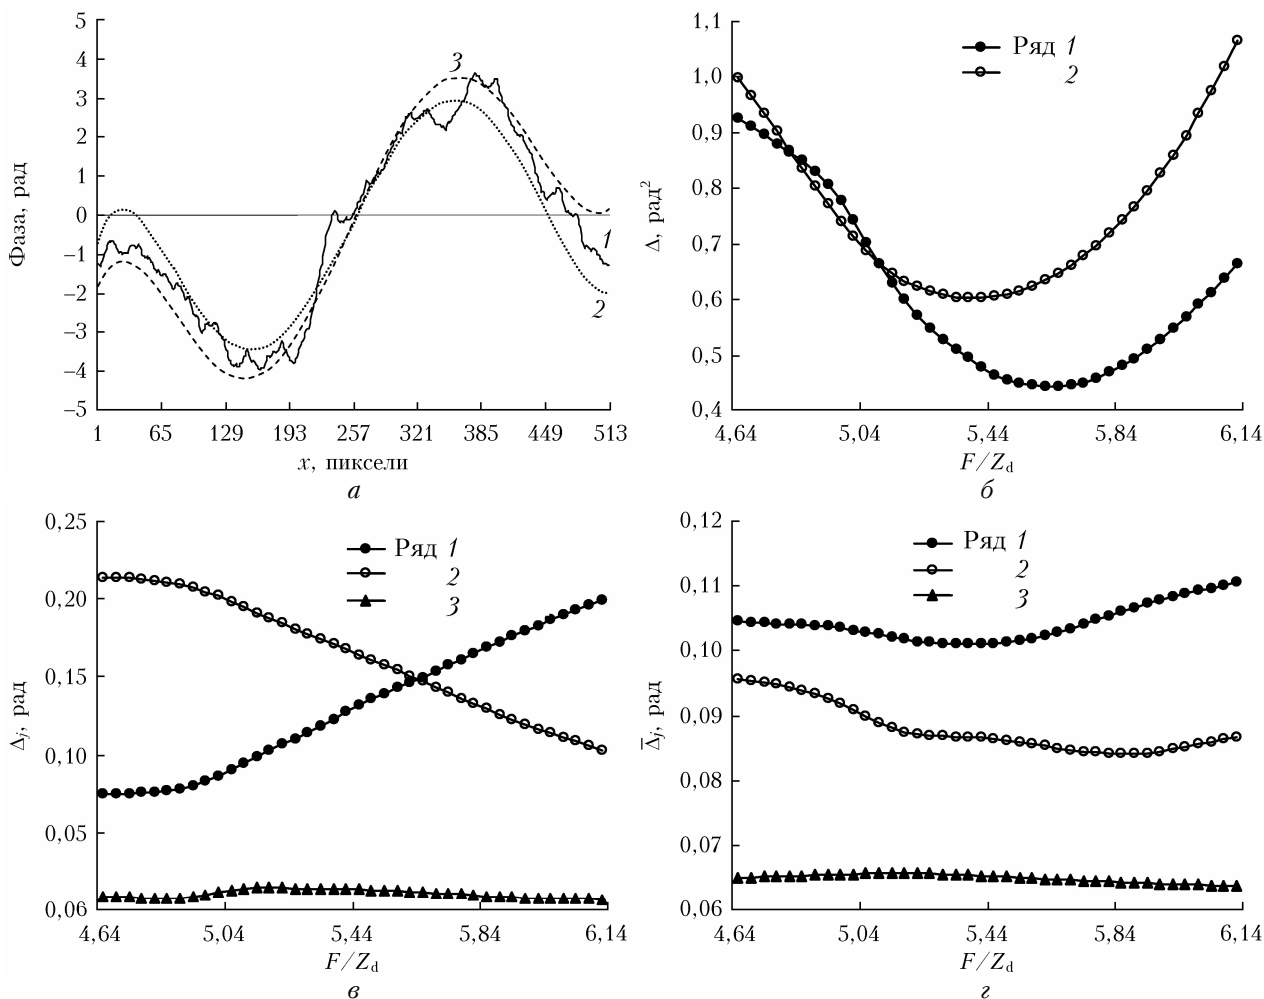 5
4
3
2
1
0
–1
–2
–3
–4
–5
Фаза, рад
3
1
2
1 65 129 193 257 321 385 449 513
x, пиксели
а
1,1
1,0
0,9
0,8
0,7
0,6
0,5
0,4
Δ, рад²
Ряд 1
2
4,64 5,04 5,44 5,84 6,14
F/Zd
б
0,25
0,20
0,15
0,10
0,05
0,06
Δj, рад
Ряд 1
2
3
4,64 5,04 5,44 5,84 6,14
F/Zd
в
0,12
0,11
0,10
0,09
0,08
0,07
0,06
Δ̅j, рад
Ряд 1
2
3
4,64 5,04 5,44 5,84 6,14
F/Zd
г